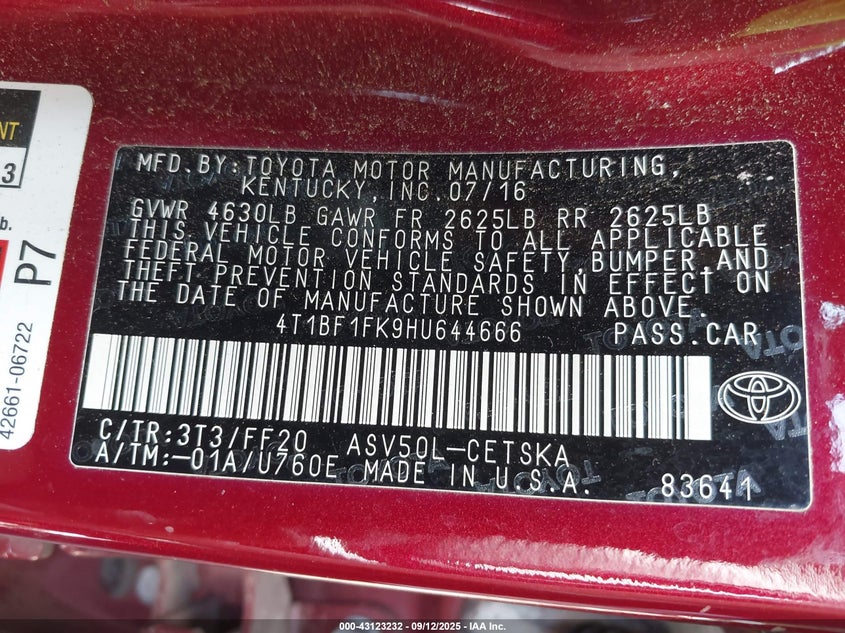 NT
3
b.
P7
42661-06722
MFD.BY:TOYOTA MOTOR MANUFACTURING,
KENTUCKY, INC. 07/16
GVWR 4630LB GAWR FR 2625LB RR 2625LB
THIS VEHICLE CONFORMS TO ALL APPLICABLE
FEDERAL MOTOR VEHICLE SAFETY, BUMPER, AND
THEFT PREVENTION STANDARDS IN EFFECT ON
THE DATE OF MANUFACTURE SHOWN ABOVE.
4T1BF1FK9HU644666 PASS.CAR
C/TR:3T3/FF20 ASV50L-CETSKA
A/TM:-01A/U760E MADE IN U.S.A. 83641
000-43123232 - 09/12/2025 - IAA Inc.